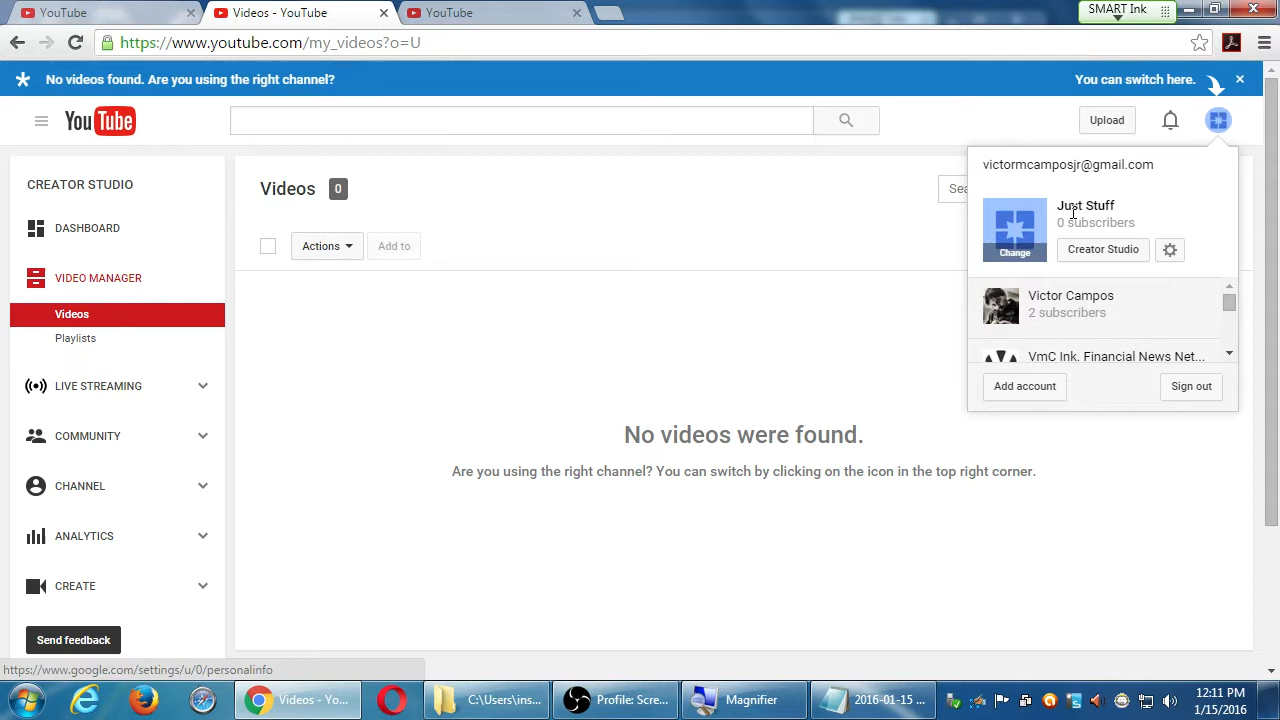 YouTube
Videos - YouTube
YouTube
SMART Ink
https://www.youtube.com/my_videos?o=U
No videos found. Are you using the right channel?
You can switch here.
YouTube
Upload
victormcamposjr@gmail.com
CREATOR STUDIO
Videos 0
Sea
Just Stuff
0 subscribers
DASHBOARD
Actions
Add to
Change
Creator Studio
VIDEO MANAGER
Victor Campos
2 subscribers
Videos
Playlists
VmC Ink. Financial News Net...
LIVE STREAMING
Add account
Sign out
COMMUNITY
No videos were found.
Are you using the right channel? You can switch by clicking on the icon in the top right corner.
CHANNEL
ANALYTICS
CREATE
Send feedback
https://www.google.com/settings/u/0/personalinfo
Videos - Yo...
C:\Users\ins...
Profile: Scre...
Magnifier
2016-01-15 ...
12:11 PM
1/15/2016